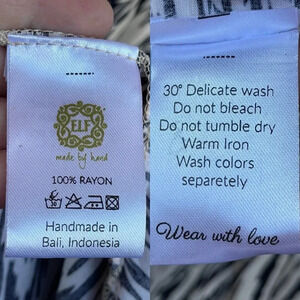 ELF
made by hand
100% RAYON
Handmade in
Bali, Indonesia
30° Delicate wash
Do not bleach
Do not tumble dry
Warm Iron
Wash colors
separetely
Wear with love